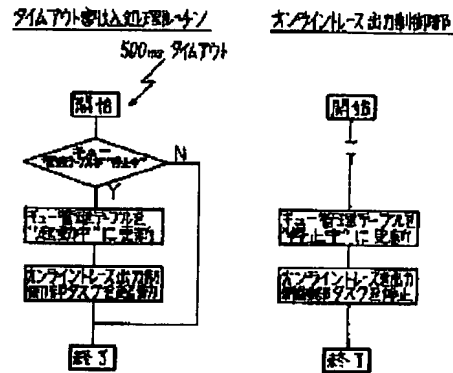 タイムアウト割り込処理ルーチン
500ms タイムアウト
開始
キュー
管理テーブルが"停止中"
N
Y
キュー管理テーブルを
"起動中"に更新
オンライントレース出力制
御部タスクを起動
終了
オンライントレース出力制御部
開始
キュー管理テーブルを
"停止中"に更新
オンライントレース出力
制御部タスクを停止
終了